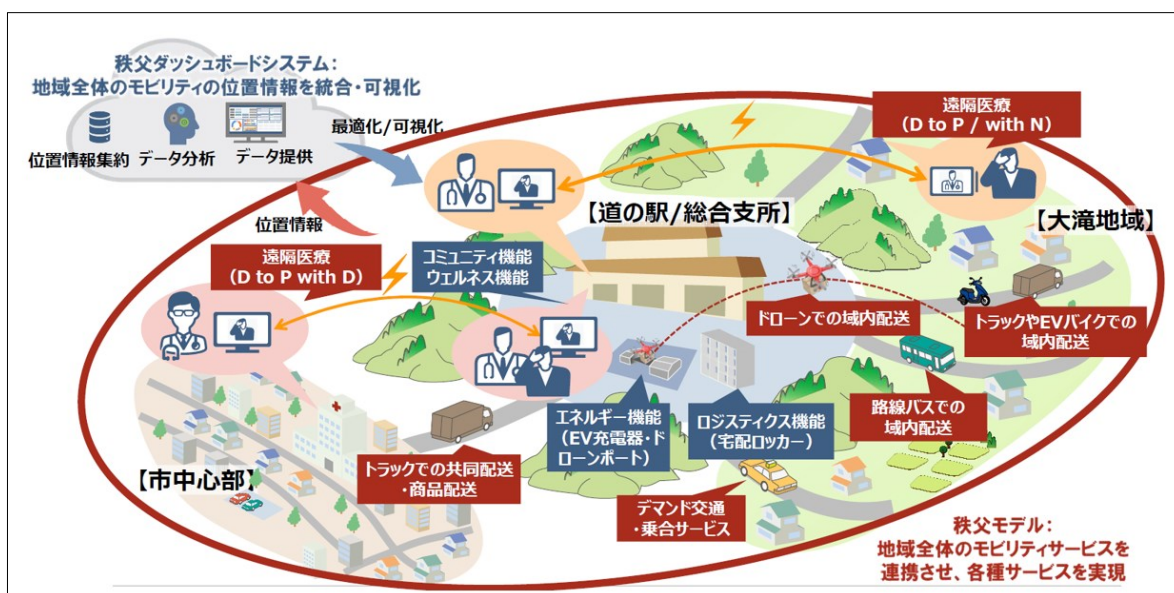 秩父ダッシュボードシステム:
地域全体のモビリティの位置情報を統合・可視化
位置情報集約
データ分析
データ提供
最適化/可視化
位置情報
遠隔医療
(D to P / with N)
【道の駅/総合支所】
【大滝地域】
遠隔医療
(D to P with D)
コミュニティ機能
ウェルネス機能
ドローンでの域内配送
トラックやEVバイクでの
域内配送
エネルギー機能
(EV充電器・ド
ローンポート)
ロジスティクス機能
(宅配ロッカー)
路線バスでの
域内配送
【市中心部】
トラックでの共同配送
・商品配送
デマンド交通
・乗合サービス
秩父モデル:
地域全体のモビリティサービスを
連携させ、各種サービスを実現